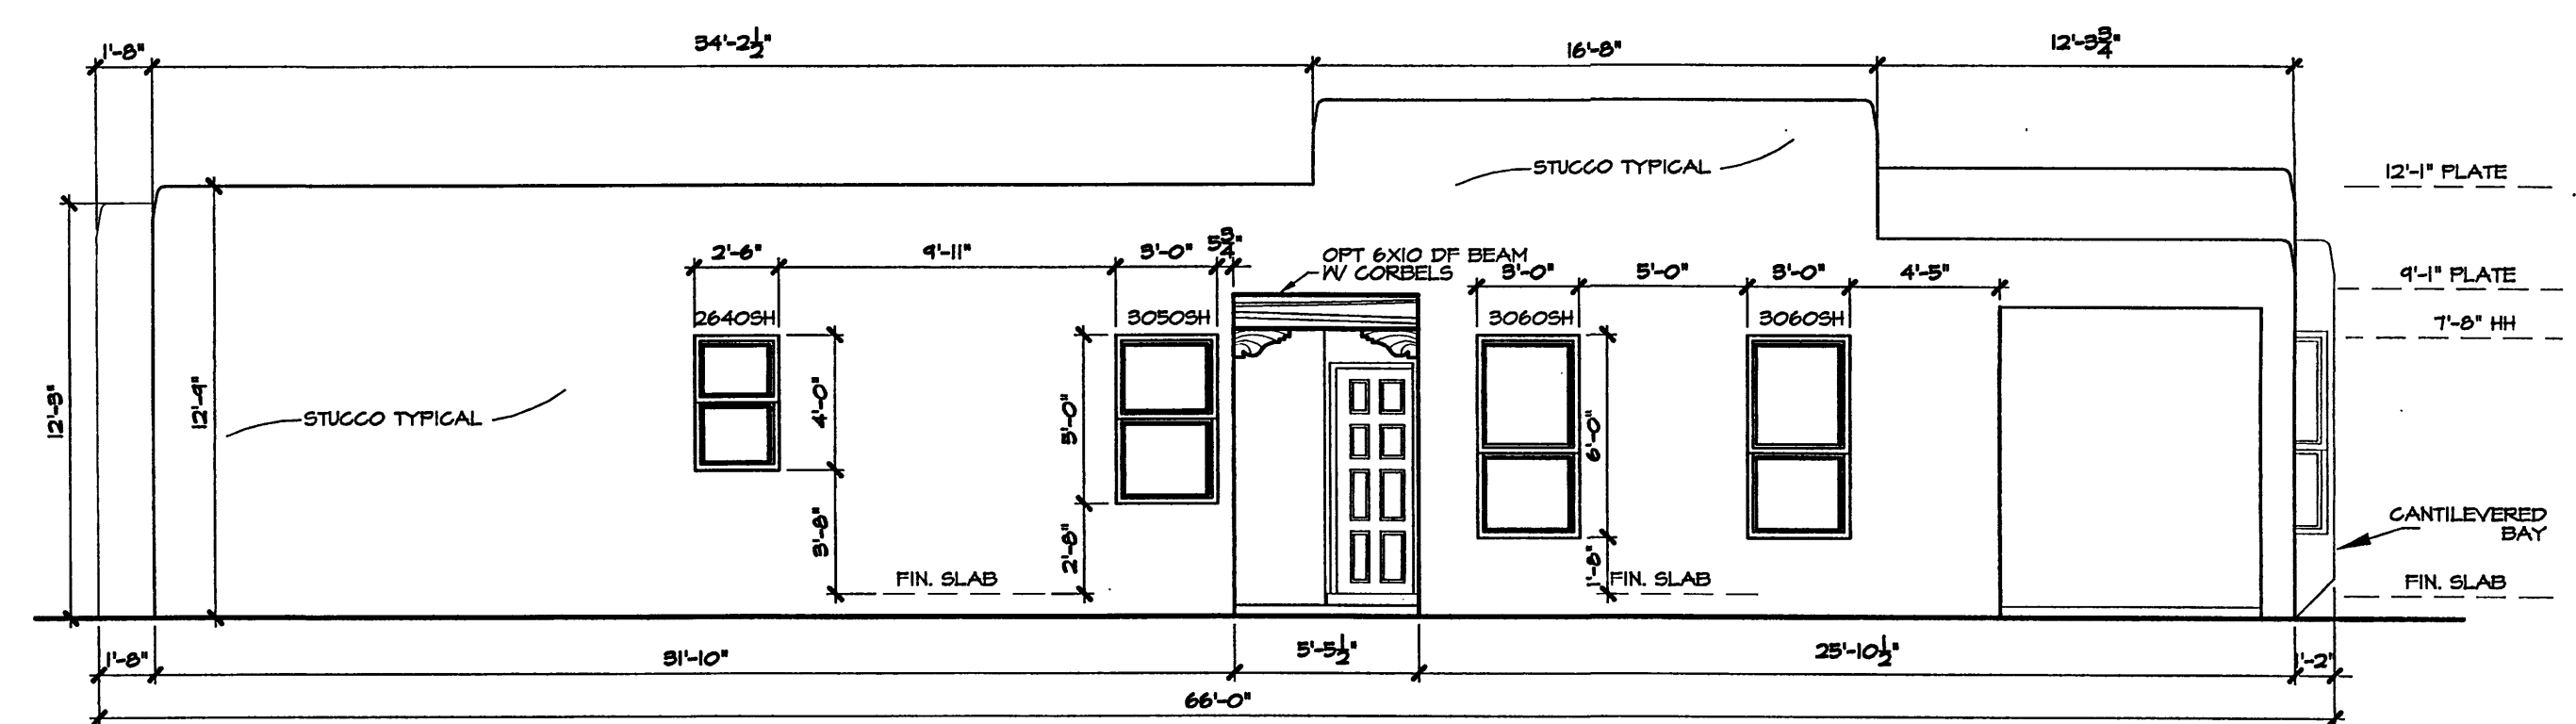 1'-8" 34'-2½" 16'-8" 12'-3¾"
STUCCO TYPICAL
12'-1" PLATE
2'-6" 9'-11" 3'-0" 5¾"
OPT 6X10 DF BEAM
W/ CORBELS
3'-0" 5'-0" 3'-0" 4'-5"
9'-1" PLATE
2640SH 3050SH 3060SH 3060SH
7'-8" HH
12'-3" 12'-9" 4'-0" 5'-0" 6'-0"
STUCCO TYPICAL
3'-8" 2'-8" 1'-8"
CANTILEVERED
BAY
FIN. SLAB FIN. SLAB FIN. SLAB
1'-8" 31'-10" 5'-5½" 25'-10½" 1'-2"
66'-0"